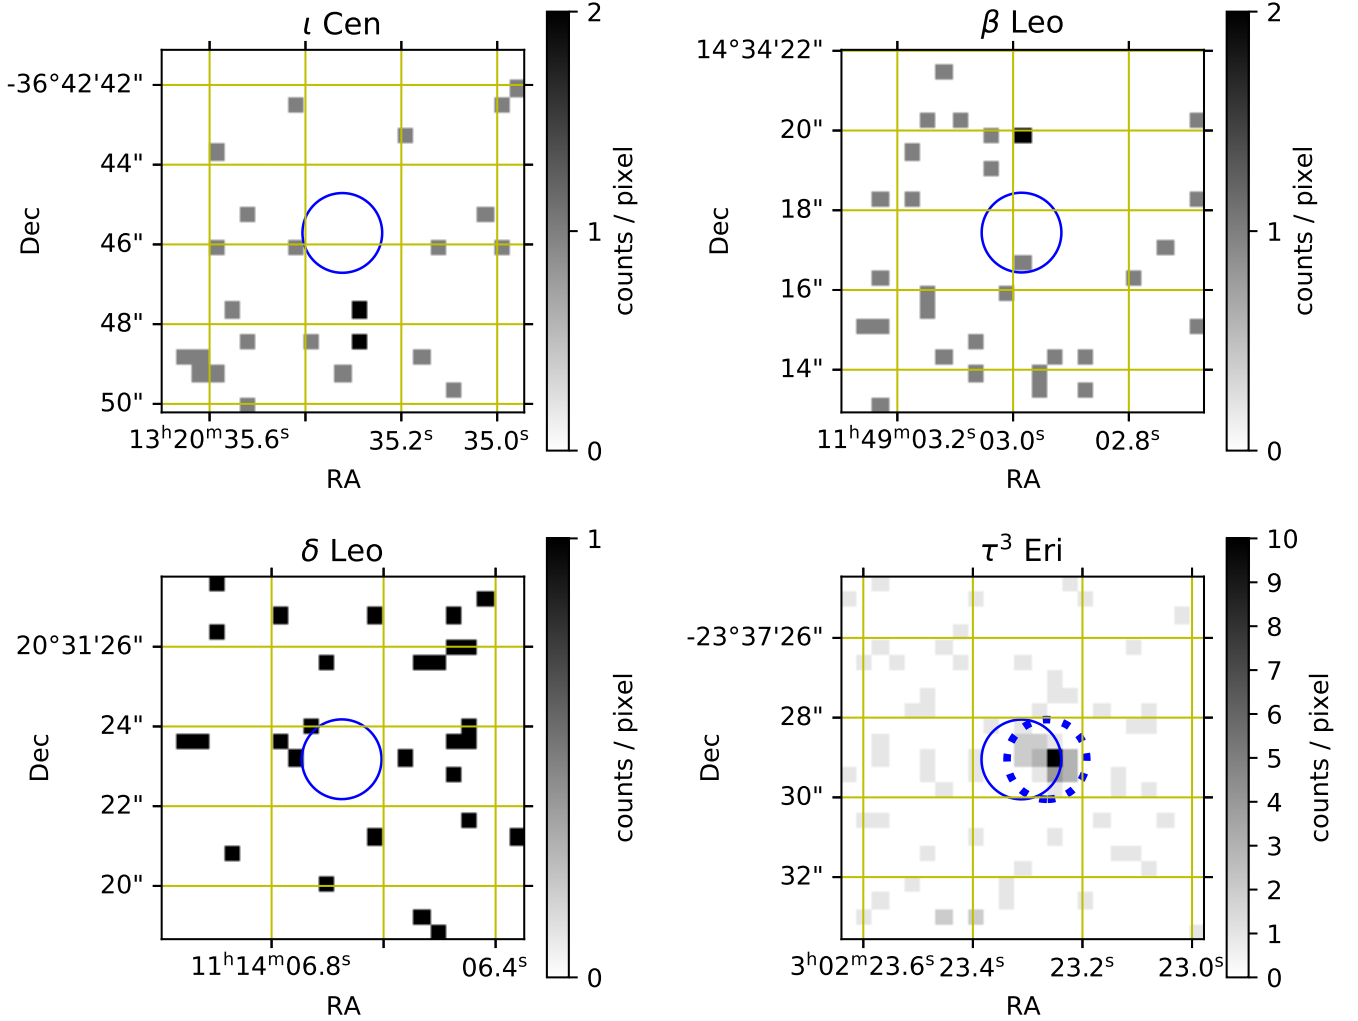 ι Cen
-36°42'42"
44"
46"
48"
50"
Dec
13ʰ20ᵐ35.6ˢ 35.2ˢ 35.0ˢ
RA
2
1
0
counts / pixel
β Leo
14°34'22"
20"
18"
16"
14"
Dec
11ʰ49ᵐ03.2ˢ 03.0ˢ 02.8ˢ
RA
2
1
0
counts / pixel
δ Leo
20°31'26"
24"
22"
20"
Dec
11ʰ14ᵐ06.8ˢ 06.4ˢ
RA
1
0
counts / pixel
τ³ Eri
-23°37'26"
28"
30"
32"
Dec
3ʰ02ᵐ23.6ˢ 23.4ˢ 23.2ˢ 23.0ˢ
RA
10
9
8
7
6
5
4
3
2
1
0
counts / pixel